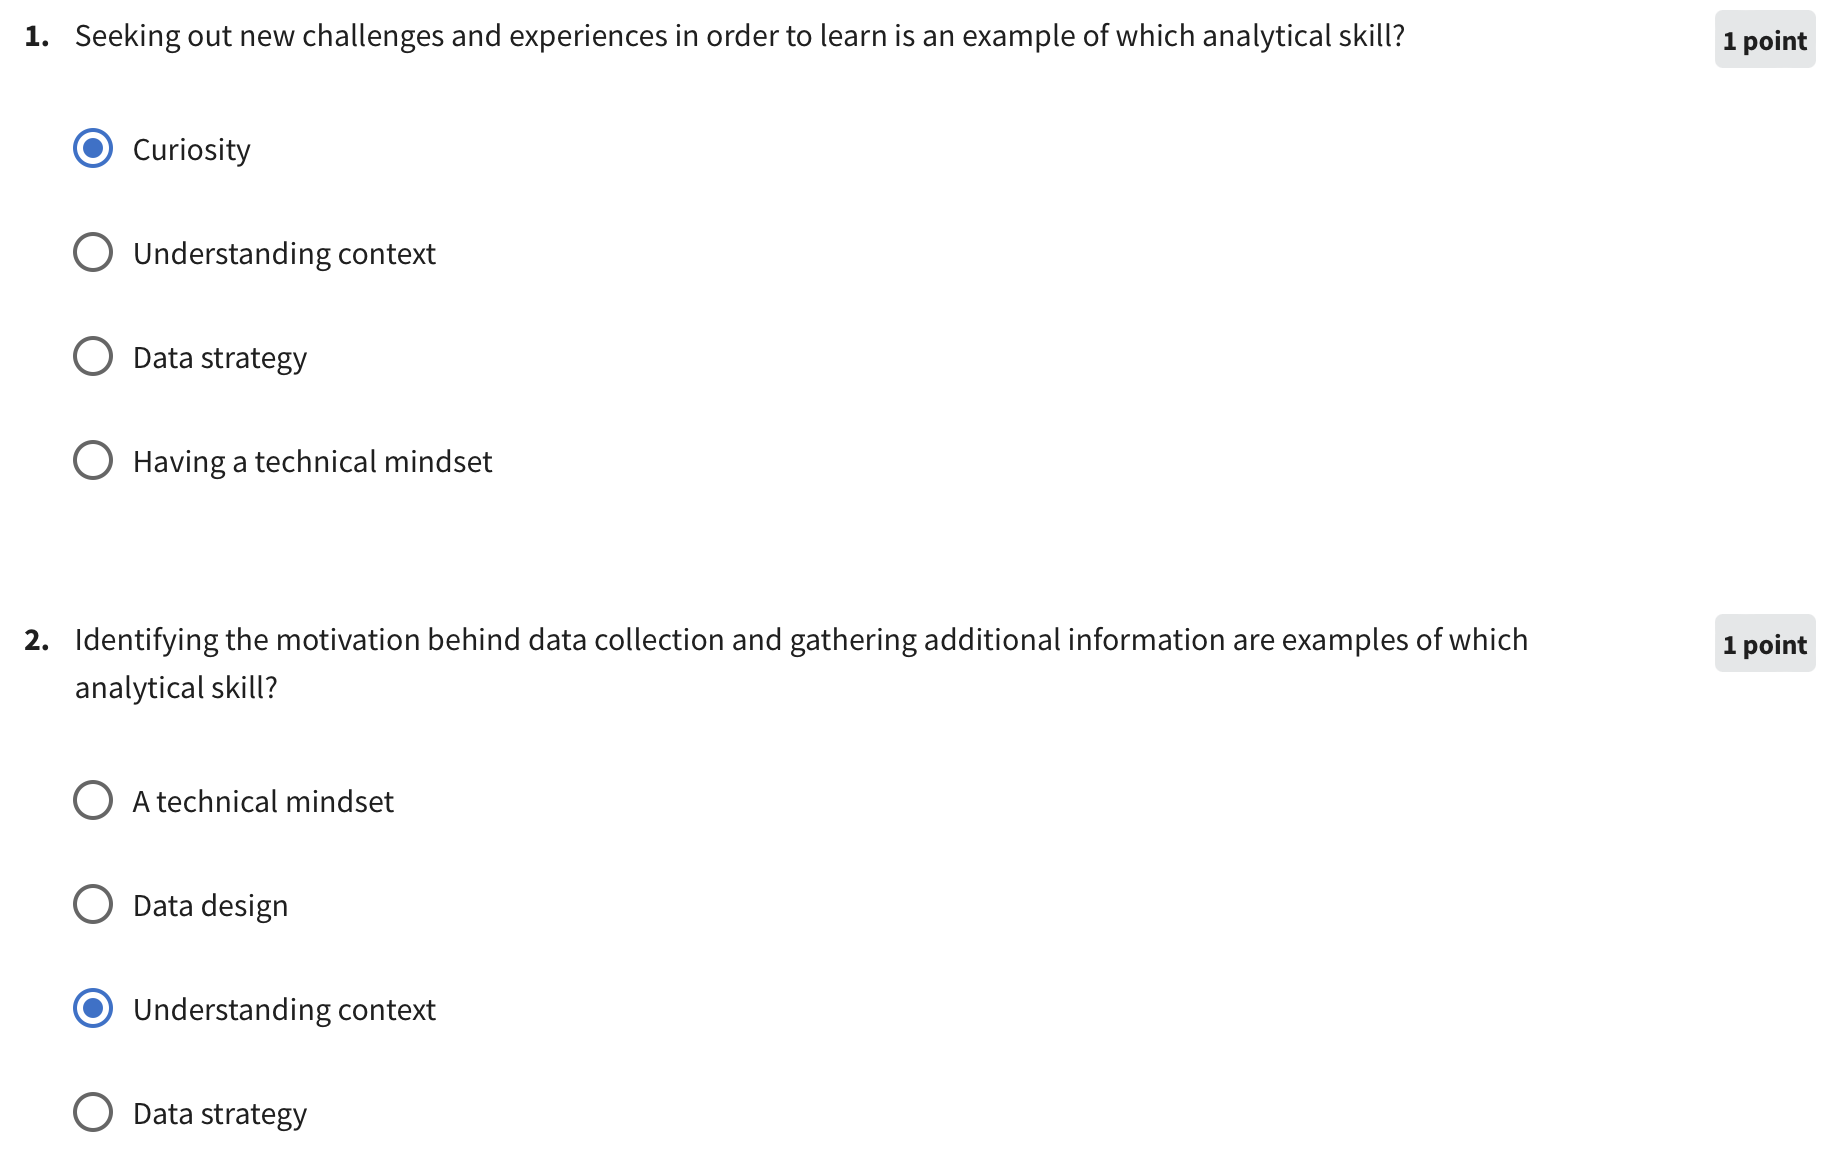 1. Seeking out new challenges and experiences in order to learn is an example of which analytical skill?
1 point
Curiosity
Understanding context
Data strategy
Having a technical mindset
2. Identifying the motivation behind data collection and gathering additional information are examples of which
analytical skill?
1 point
A technical mindset
Data design
Understanding context
Data strategy